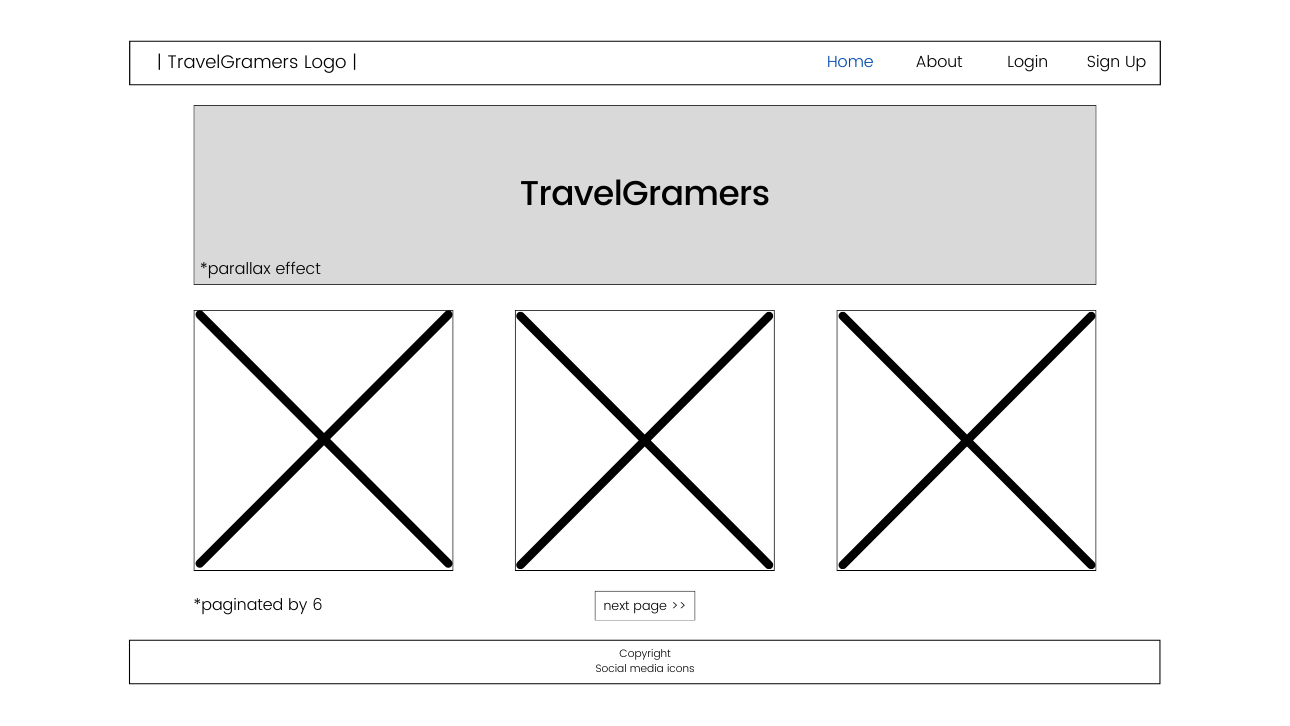 | TravelGramers Logo | Home About Login Sign Up
TravelGramers
*parallax effect
*paginated by 6 next page >>
Copyright
Social media icons